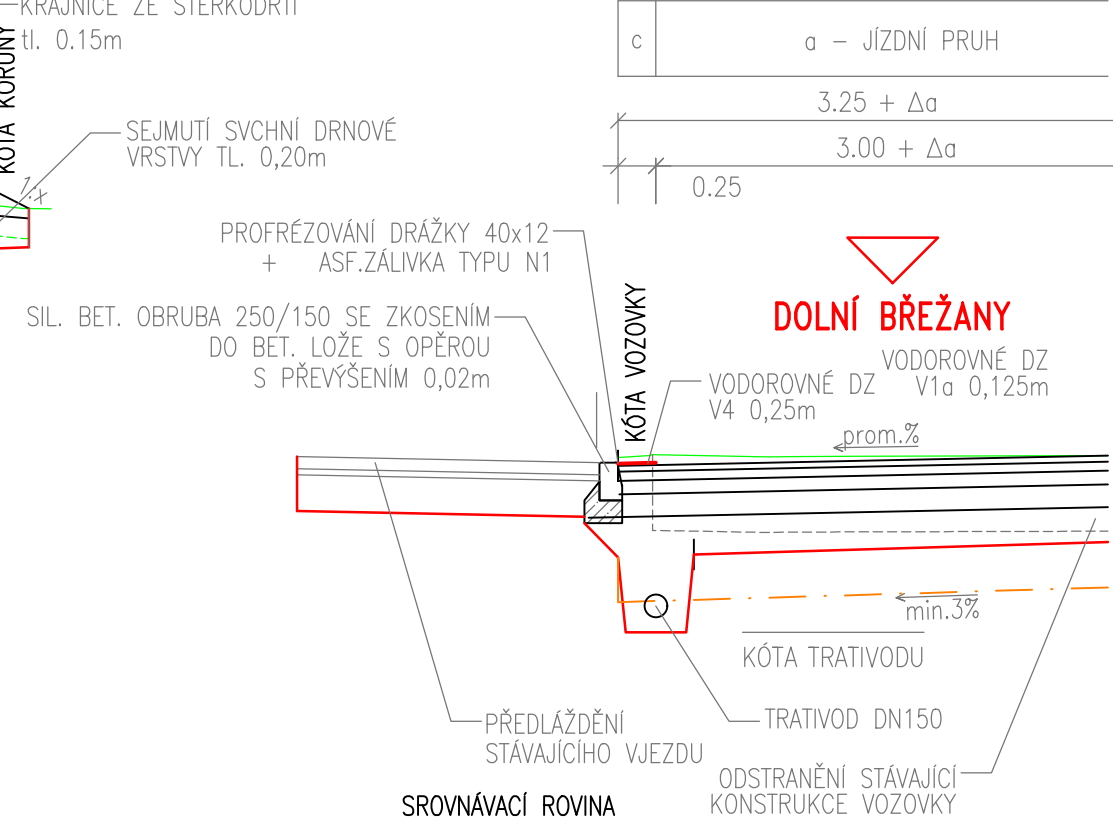 KRAJNICE ZE ŠTĚRKODRTI
tl. 0.15m
KÓTA KORUNY
SEJMUTÍ SVCHNÍ DRNOVÉ
VRSTVY TL. 0,20m
1:x
c
a – JÍZDNÍ PRUH
3.25 + Δa
3.00 + Δa
0.25
PROFRÉZOVÁNÍ DRÁŽKY 40x12
+ ASF.ZÁLIVKA TYPU N1
SIL. BET. OBRUBA 250/150 SE ZKOSENÍM
DO BET. LOŽE S OPĚROU
S PŘEVÝŠENÍM 0,02m
KÓTA VOZOVKY
DOLNÍ BŘEŽANY
VODOROVNÉ DZ
V4 0,25m
VODOROVNÉ DZ
V1a 0,125m
prom.%
min.3%
KÓTA TRATIVODU
PŘEDLÁŽDĚNÍ
STÁVAJÍCÍHO VJEZDU
TRATIVOD DN150
ODSTRANĚNÍ STÁVAJÍCÍ
KONSTRUKCE VOZOVKY
SROVNÁVACÍ ROVINA